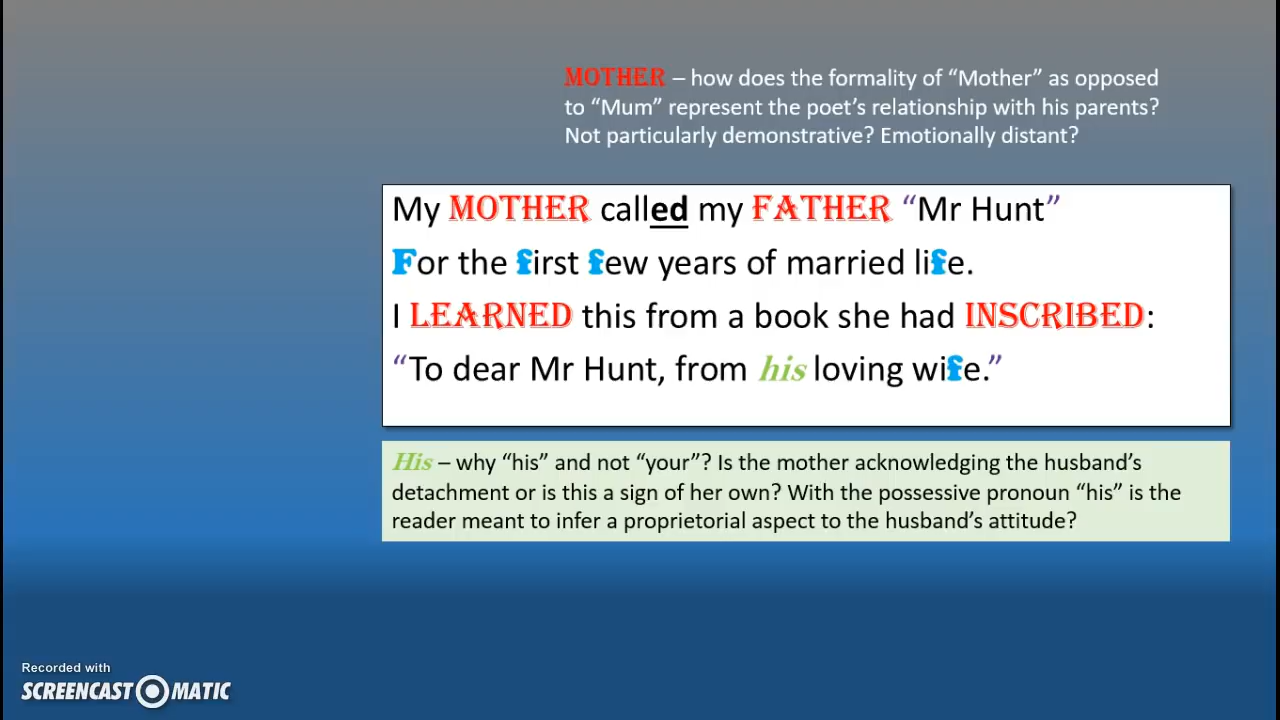 MOTHER – how does the formality of “Mother” as opposed
to “Mum” represent the poet’s relationship with his parents?
Not particularly demonstrative? Emotionally distant?
My MOTHER called my FATHER “Mr Hunt”
For the first few years of married life.
I LEARNED this from a book she had INSCRIBED:
“To dear Mr Hunt, from his loving wife.”
His – why “his” and not “your”? Is the mother acknowledging the husband’s
detachment or is this a sign of her own? With the possessive pronoun “his” is the
reader meant to infer a proprietorial aspect to the husband’s attitude?
Recorded with
SCREENCAST O MATIC